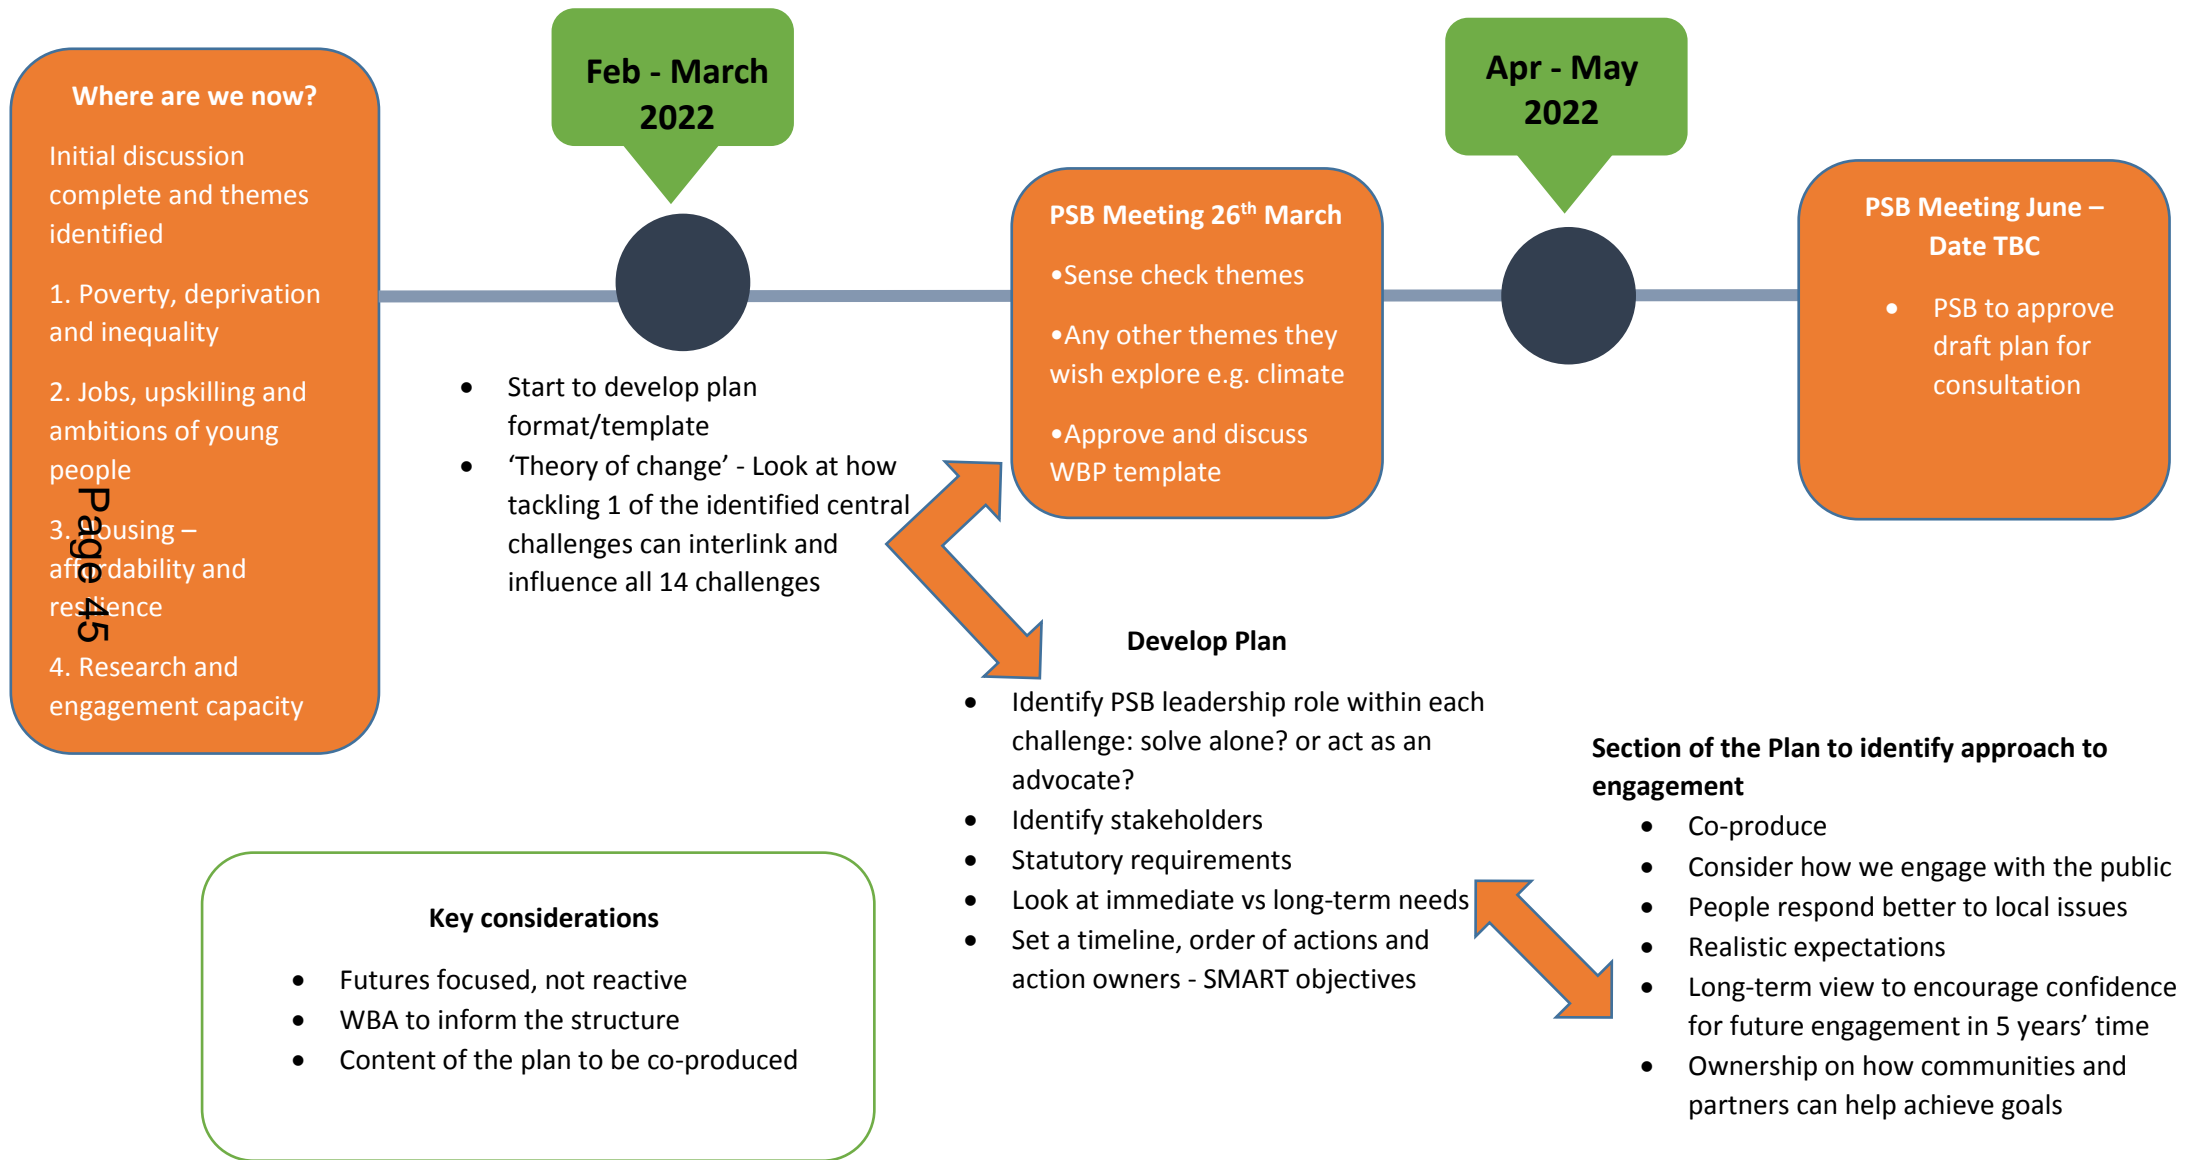 Where are we now?
Initial discussion
complete and themes
identified
1. Poverty, deprivation
and inequality
2. Jobs, upskilling and
ambitions of young
people
3. Housing –
affordability and
resilience
4. Research and
engagement capacity
Page 45
Feb - March
2022
• Start to develop plan
format/template
• ‘Theory of change’ - Look at how
tackling 1 of the identified central
challenges can interlink and
influence all 14 challenges
PSB Meeting 26th March
•Sense check themes
•Any other themes they
wish explore e.g. climate
•Approve and discuss
WBP template
Apr - May
2022
PSB Meeting June –
Date TBC
• PSB to approve
draft plan for
consultation
Develop Plan
• Identify PSB leadership role within each
challenge: solve alone? or act as an
advocate?
• Identify stakeholders
• Statutory requirements
• Look at immediate vs long-term needs
• Set a timeline, order of actions and
action owners - SMART objectives
Section of the Plan to identify approach to
engagement
• Co-produce
• Consider how we engage with the public
• People respond better to local issues
• Realistic expectations
• Long-term view to encourage confidence
for future engagement in 5 years’ time
• Ownership on how communities and
partners can help achieve goals
Key considerations
• Futures focused, not reactive
• WBA to inform the structure
• Content of the plan to be co-produced